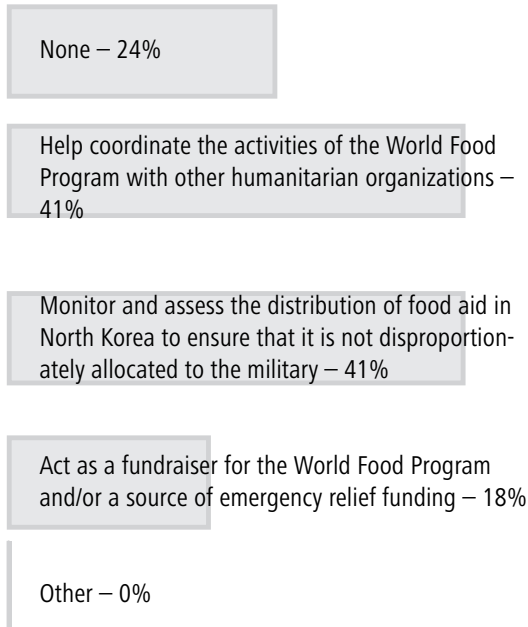 None – 24%
Help coordinate the activities of the World Food
Program with other humanitarian organizations –
41%
Monitor and assess the distribution of food aid in
North Korea to ensure that it is not disproportion-
ately allocated to the military – 41%
Act as a fundraiser for the World Food Program
and/or a source of emergency relief funding – 18%
Other – 0%